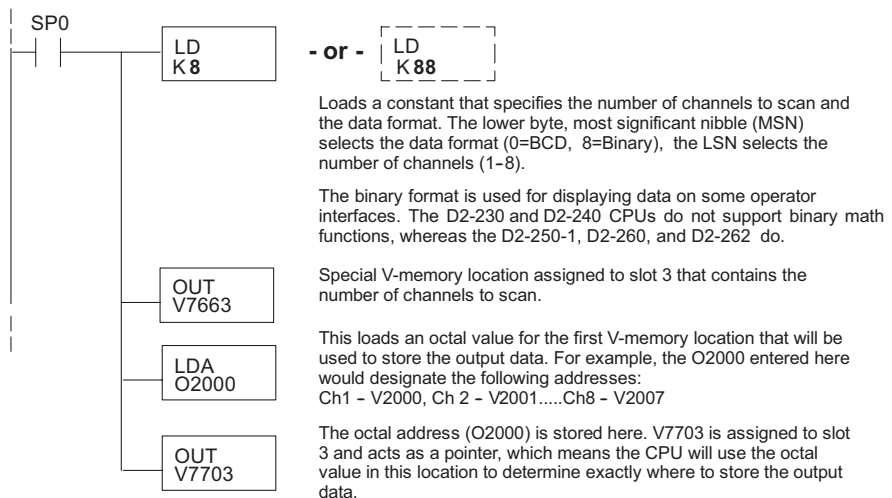 SP0
LD
K8
- or -
LD
K88
Loads a constant that specifies the number of channels to scan and
the data format. The lower byte, most significant nibble (MSN)
selects the data format (0=BCD, 8=Binary), the LSN selects the
number of channels (1-8).
The binary format is used for displaying data on some operator
interfaces. The D2-230 and D2-240 CPUs do not support binary math
functions, whereas the D2-250-1, D2-260, and D2-262 do.
OUT
V7663
Special V-memory location assigned to slot 3 that contains the
number of channels to scan.
LDA
O2000
This loads an octal value for the first V-memory location that will be
used to store the output data. For example, the O2000 entered here
would designate the following addresses:
Ch1 - V2000, Ch 2 - V2001.....Ch8 - V2007
OUT
V7703
The octal address (O2000) is stored here. V7703 is assigned to slot
3 and acts as a pointer, which means the CPU will use the octal
value in this location to determine exactly where to store the output
data.